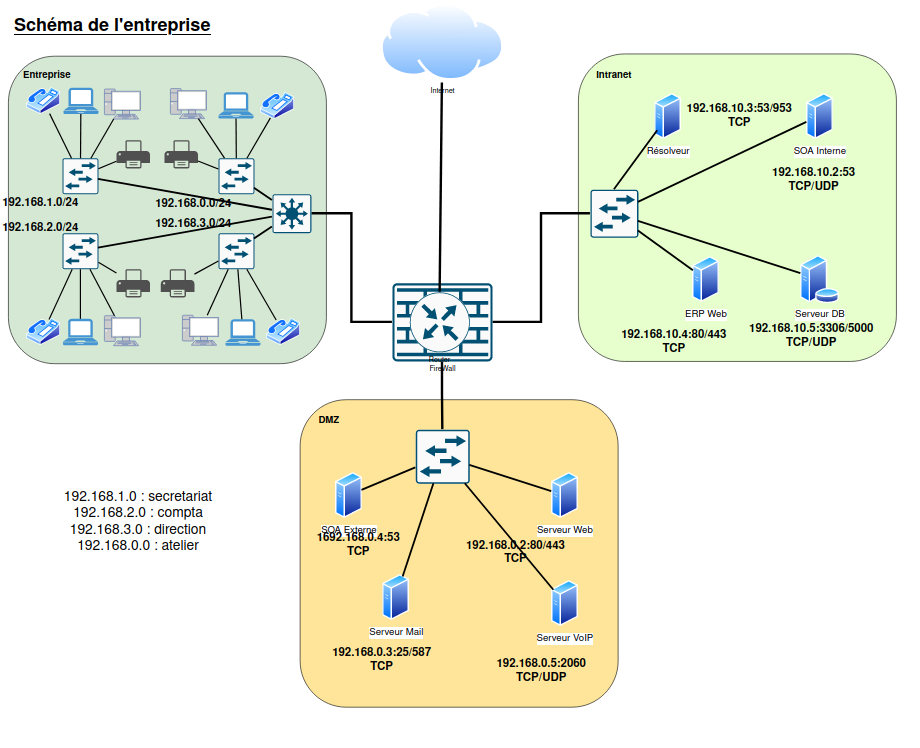 Schéma de l'entreprise
Internet
Entreprise
192.168.1.0/24
192.168.0.0/24
192.168.2.0/24
192.168.3.0/24
Intranet
192.168.10.3:53/953
TCP
Résolveur
SOA Interne
192.168.10.2:53
TCP/UDP
ERP Web
192.168.10.4:80/443
TCP
Serveur DB
192.168.10.5:3306/5000
TCP/UDP
Router
FireWall
DMZ
SOA Externe
1692.168.0.4:53
TCP
Serveur Web
192.168.0.2:80/443
TCP
Serveur Mail
192.168.0.3:25/587
TCP
Serveur VoIP
192.168.0.5:2060
TCP/UDP
192.168.1.0 : secretariat
192.168.2.0 : compta
192.168.3.0 : direction
192.168.0.0 : atelier